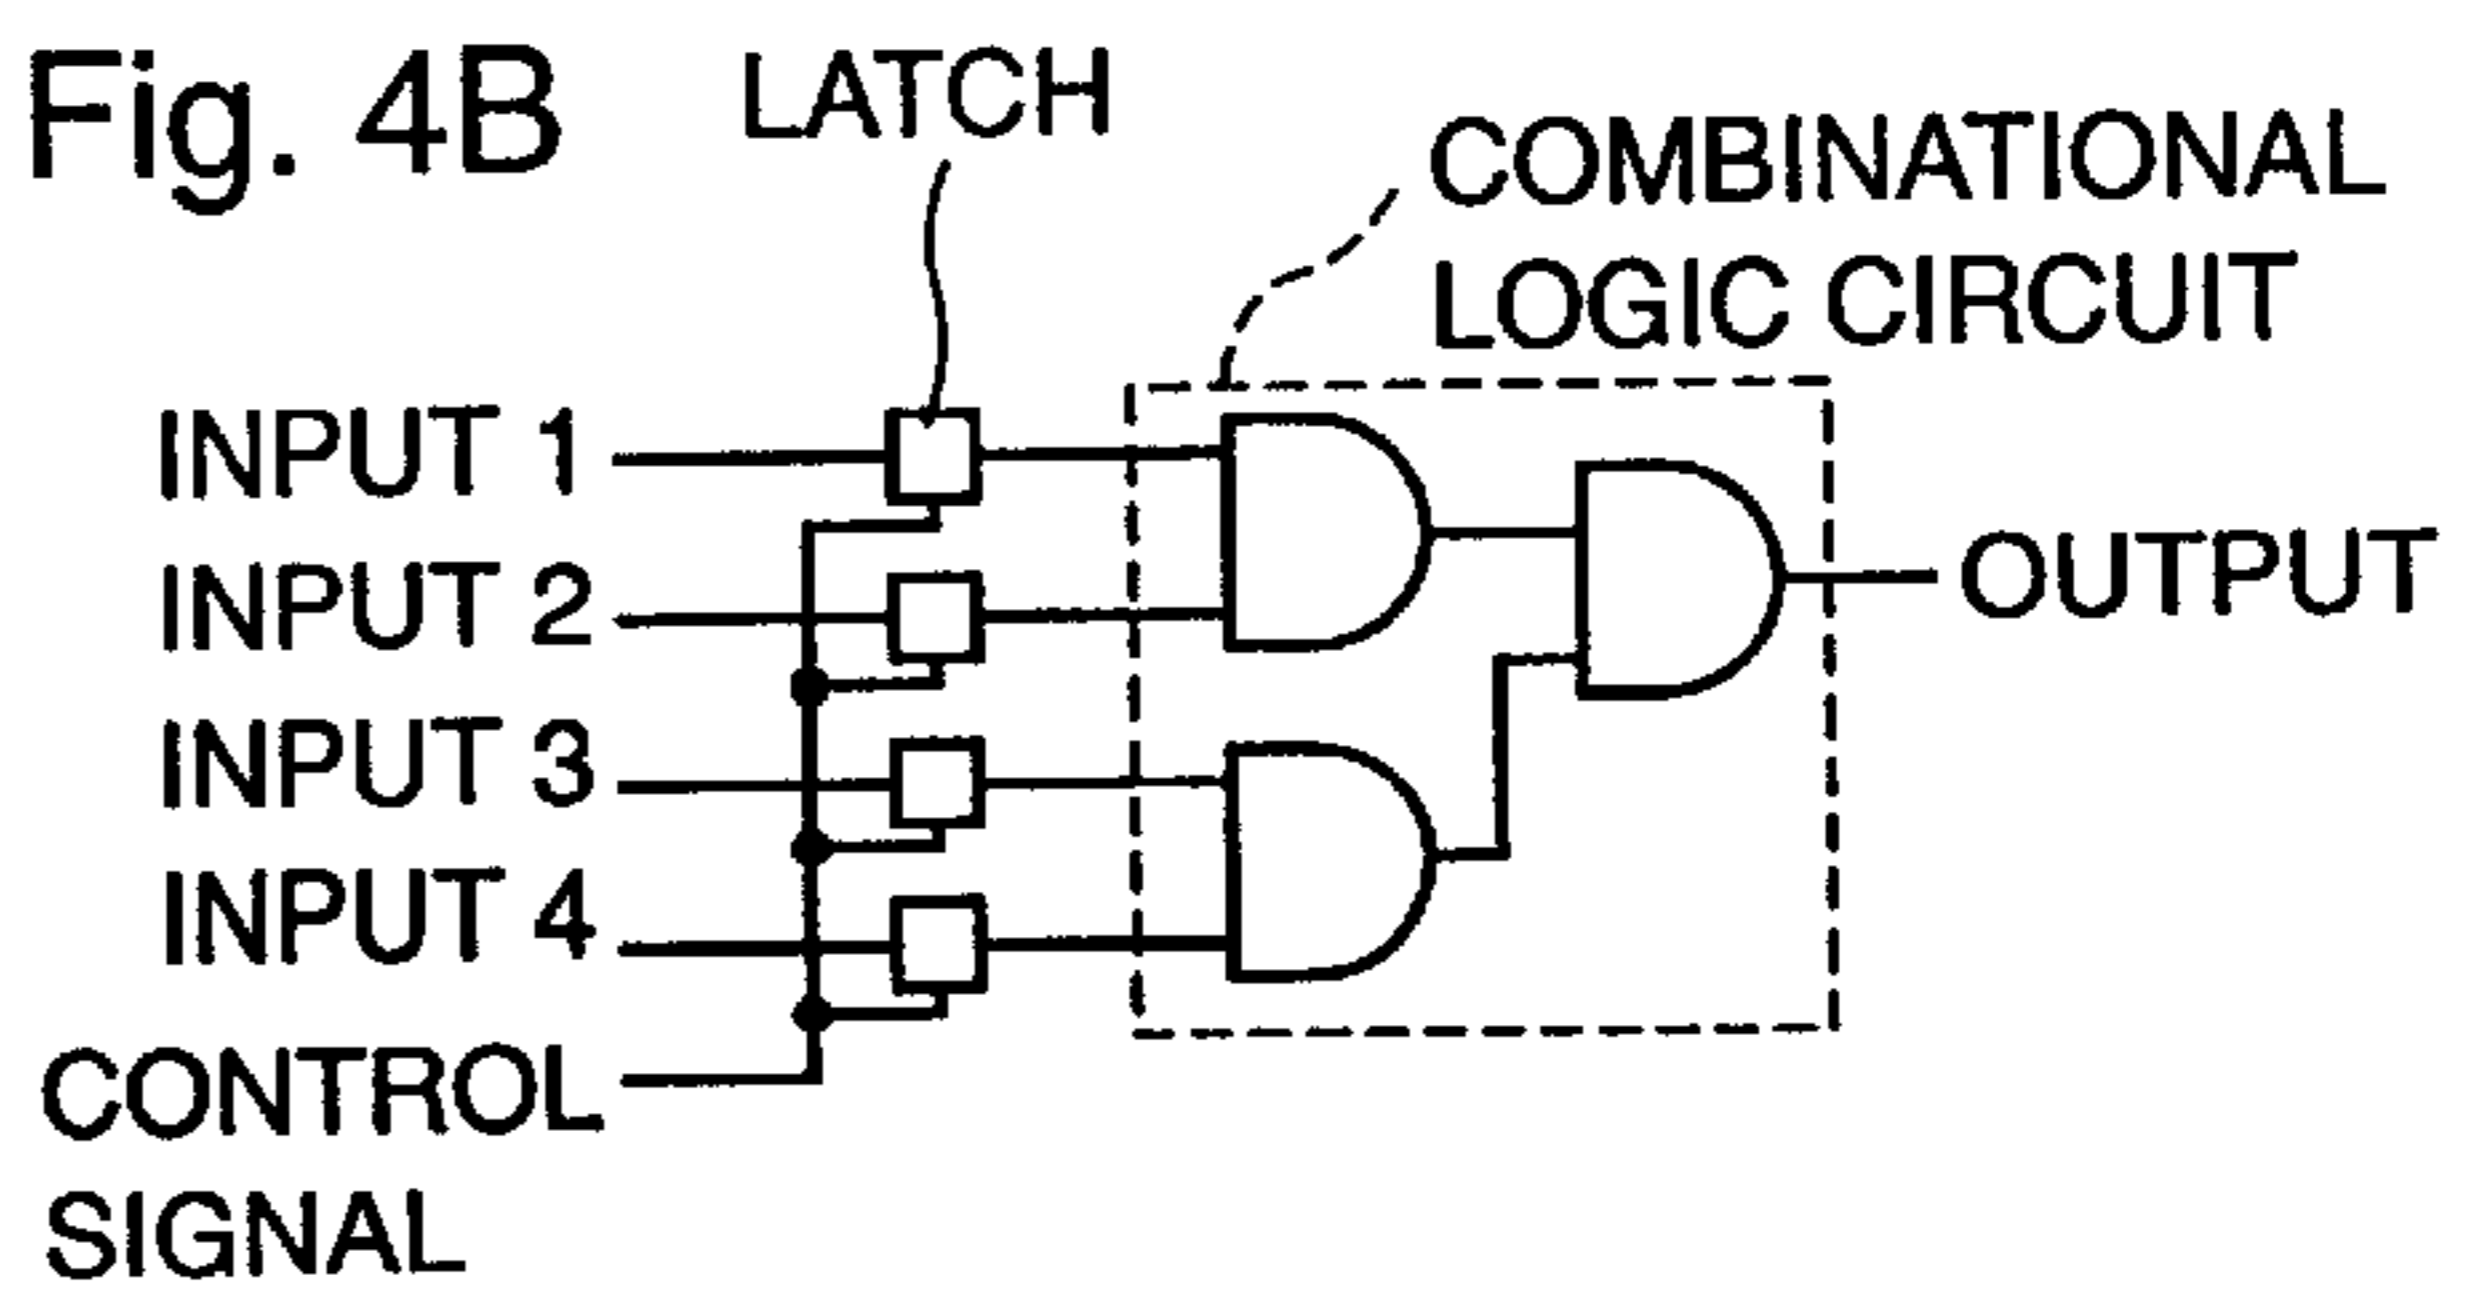 Fig. 4B
LATCH
COMBINATIONAL
LOGIC CIRCUIT
INPUT 1
INPUT 2
OUTPUT
INPUT 3
INPUT 4
CONTROL
SIGNAL